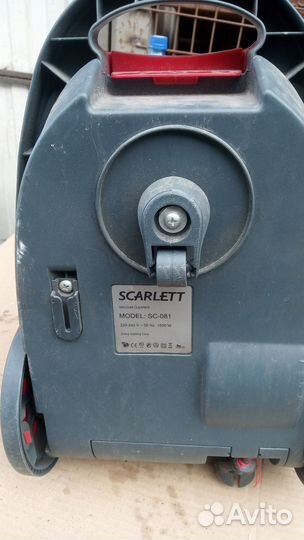 SCARLETT
VACUUM CLEANER
MODEL: SC-081
220-240 V ~ 50 Hz 1500 W
Avito